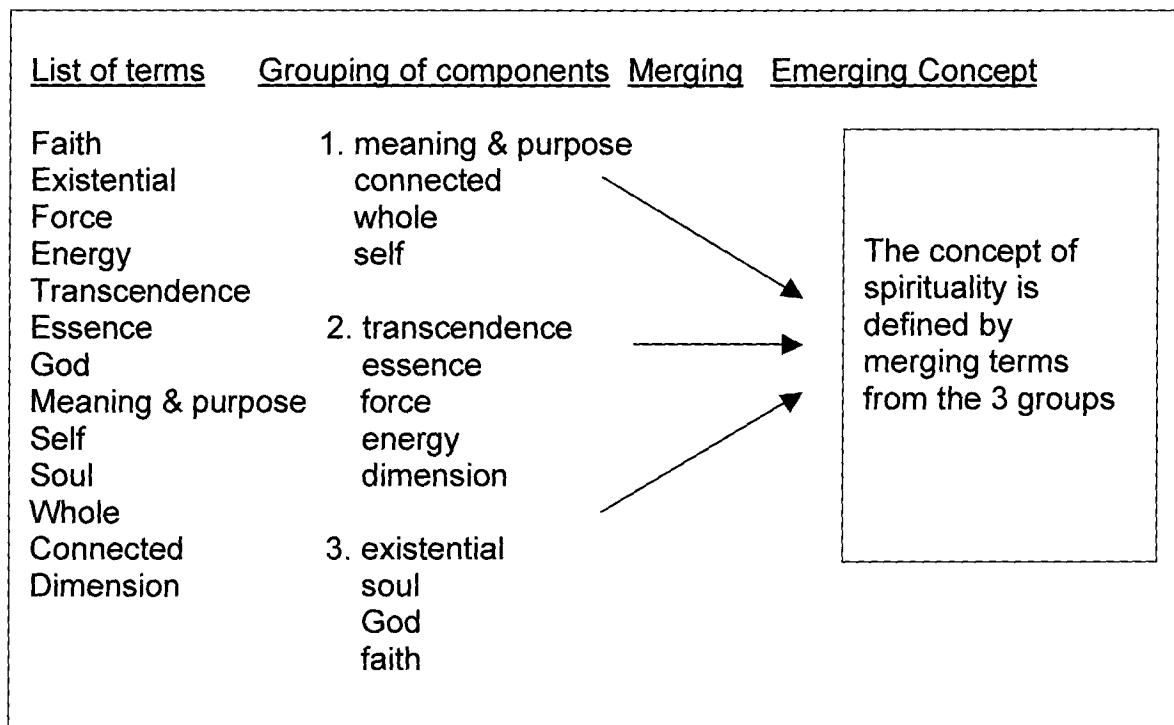 List of terms Grouping of components Merging Emerging Concept
Faith
Existential
Force
Energy
Transcendence
Essence
God
Meaning & purpose
Self
Soul
Whole
Connected
Dimension
1. meaning & purpose
connected
whole
self
2. transcendence
essence
force
energy
dimension
3. existential
soul
God
faith
The concept of
spirituality is
defined by
merging terms
from the 3 groups